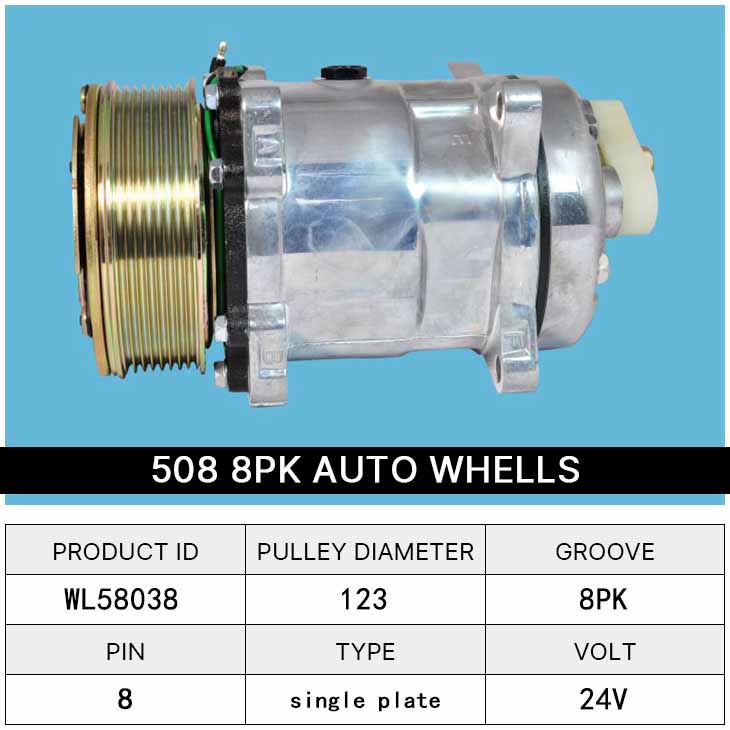 508 8PK AUTO WHELLS
PRODUCT ID PULLEY DIAMETER GROOVE
WL58038 123 8PK
PIN TYPE VOLT
8 single plate 24V